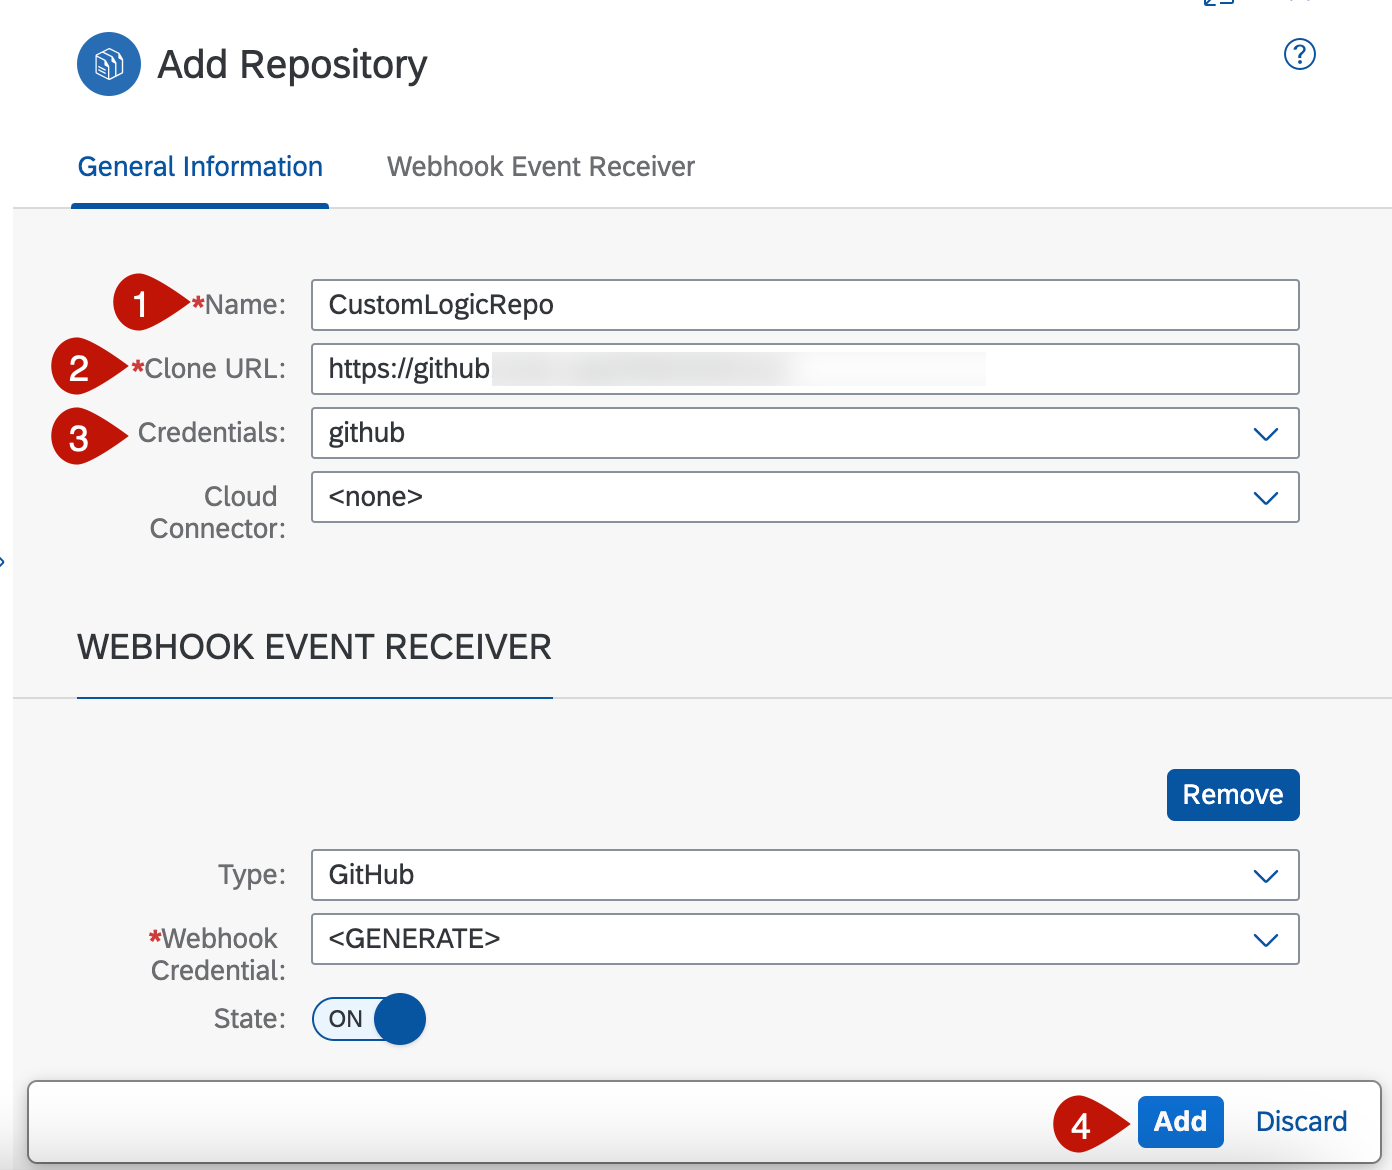 Add Repository
?
General Information
Webhook Event Receiver
1
*Name:
CustomLogicRepo
2
*Clone URL:
https://github
3
Credentials:
github
Cloud
Connector:
<none>
WEBHOOK EVENT RECEIVER
Remove
Type:
GitHub
*Webhook
Credential:
<GENERATE>
State:
ON
4
Add
Discard